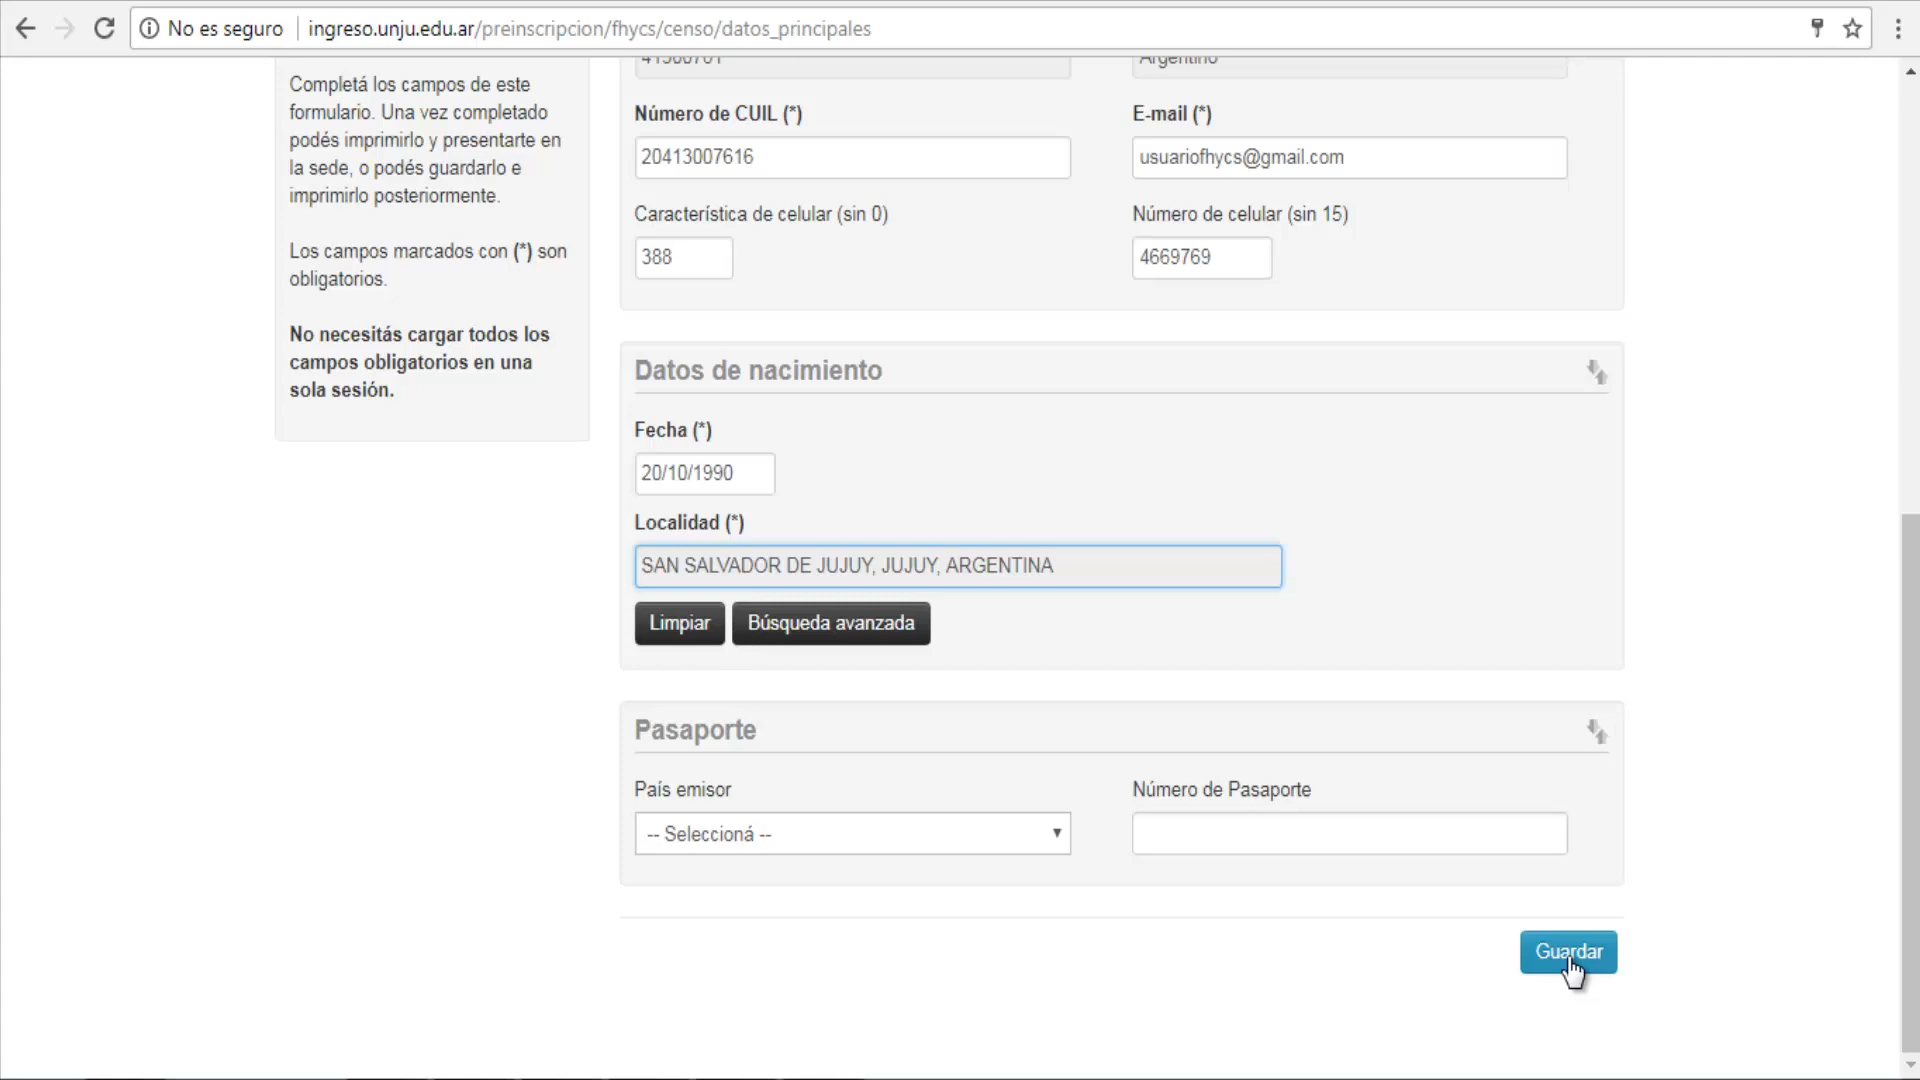 No es seguro
ingreso.unju.edu.ar/preinscripcion/fhycs/censo/datos_principales
Argentino
Completá los campos de este
formulario. Una vez completado
podés imprimirlo y presentarte en
la sede, o podés guardarlo e
imprimirlo posteriormente.
Los campos marcados con (*) son
obligatorios.
No necesitás cargar todos los
campos obligatorios en una
sola sesión.
Número de CUIL (*)
E-mail (*)
20413007616
usuariofhycs@gmail.com
Característica de celular (sin 0)
Número de celular (sin 15)
388
4669769
Datos de nacimiento
Fecha (*)
20/10/1990
Localidad (*)
SAN SALVADOR DE JUJUY, JUJUY, ARGENTINA
Limpiar
Búsqueda avanzada
Pasaporte
País emisor
Número de Pasaporte
-- Seleccioná --
Guardar